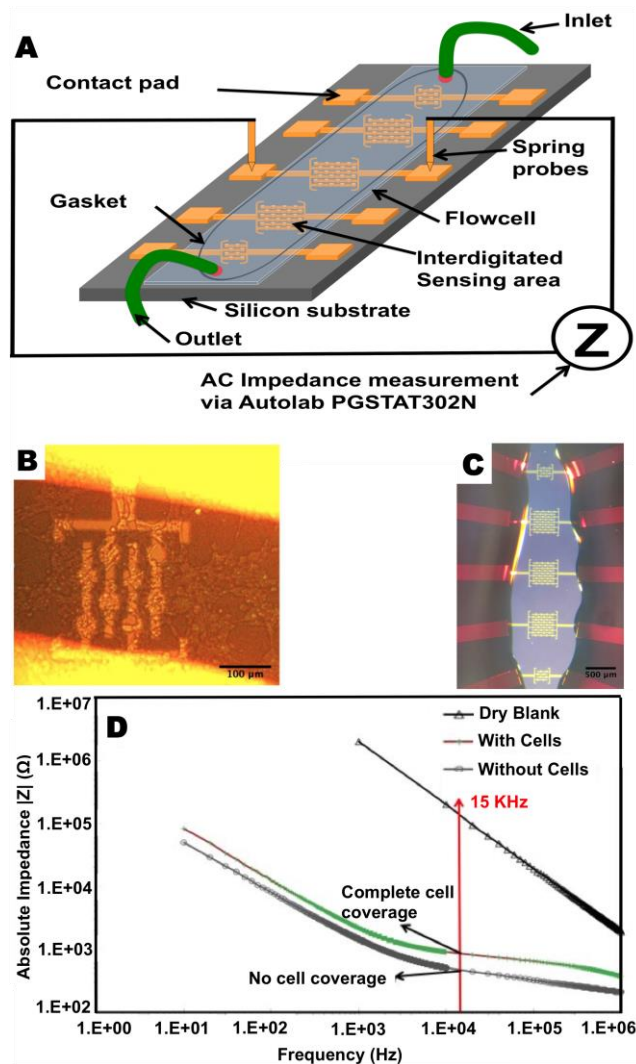 A
Inlet
Contact pad
Spring
probes
Gasket
Flowcell
Interdigitated
Sensing area
Silicon substrate
Outlet
Z
AC Impedance measurement
via Autolab PGSTAT302N
B
100 µm
C
500 µm
D
Absolute Impedance |Z| (Ω)
1.E+07
1.E+06
1.E+05
1.E+04
1.E+03
1.E+02
Dry Blank
With Cells
Without Cells
15 KHz
Complete cell
coverage
No cell coverage
1.E+00
1.E+01
1.E+02
1.E+03
1.E+04
1.E+05
1.E+06
Frequency (Hz)